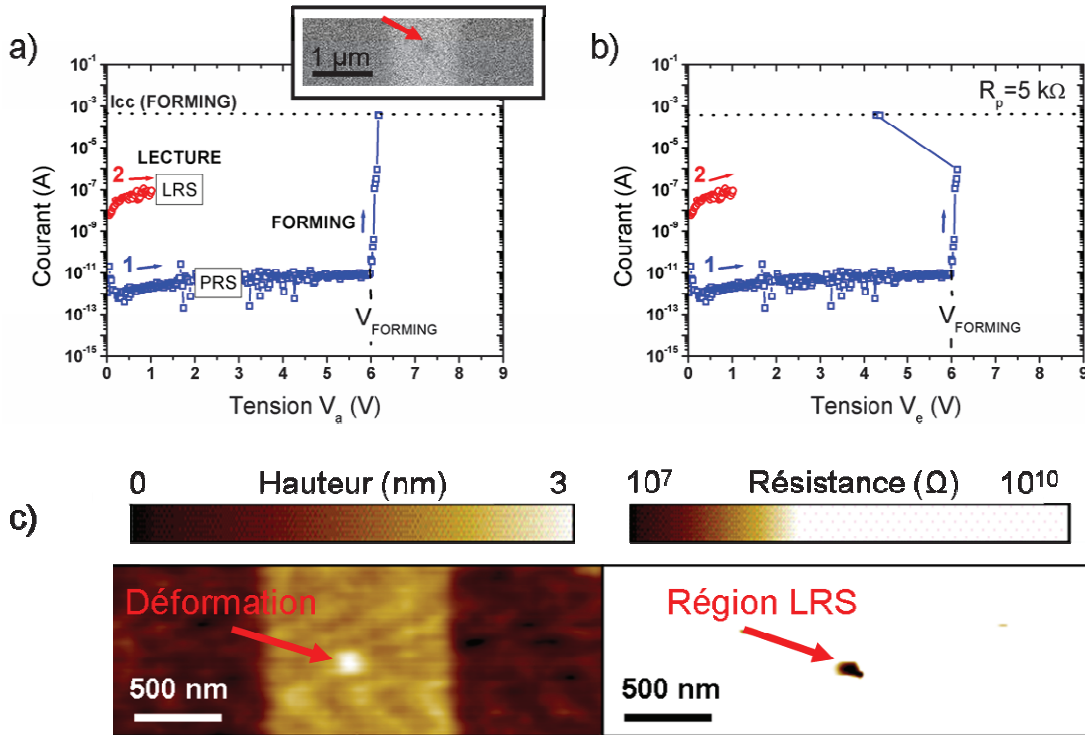 a)
1 µm
b)
10⁻¹
10⁻³
10⁻⁵
10⁻⁷
10⁻⁹
10⁻¹¹
10⁻¹³
10⁻¹⁵
Courant (A)
Icc (FORMING)
LECTURE
2
LRS
FORMING
1
PRS
V_FORMING
0 1 2 3 4 5 6 7 8 9
Tension V_a (V)
10⁻¹
10⁻³
10⁻⁵
10⁻⁷
10⁻⁹
10⁻¹¹
10⁻¹³
10⁻¹⁵
Courant (A)
R_p=5 kΩ
2
1
V_FORMING
0 1 2 3 4 5 6 7 8 9
Tension V_e (V)
c)
0 Hauteur (nm) 3
10⁷ Résistance (Ω) 10¹⁰
Déformation
500 nm
Région LRS
500 nm